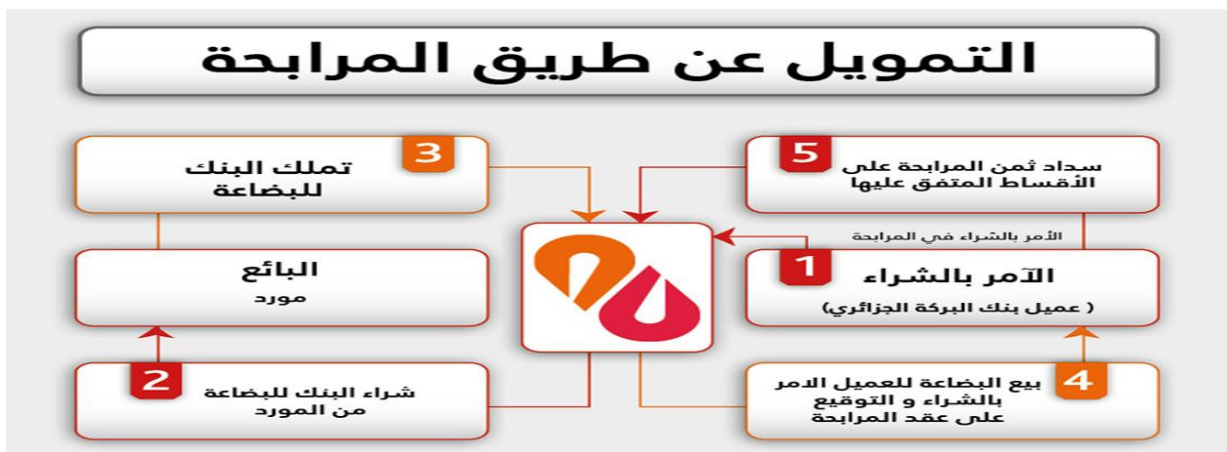 التمويل عن طريق المرابحة
5
سداد ثمن المرابحة على
الأقساط المتفق عليها
3
تملك البنك
للبضاعة
الأمر بالشراء في المرابحة
1
الآمر بالشراء
( عميل بنك البركة الجزائري)
البائع
مورد
4
بيع البضاعة للعميل الامر
بالشراء و التوقيع
على عقد المرابحة
2
شراء البنك للبضاعة
من المورد